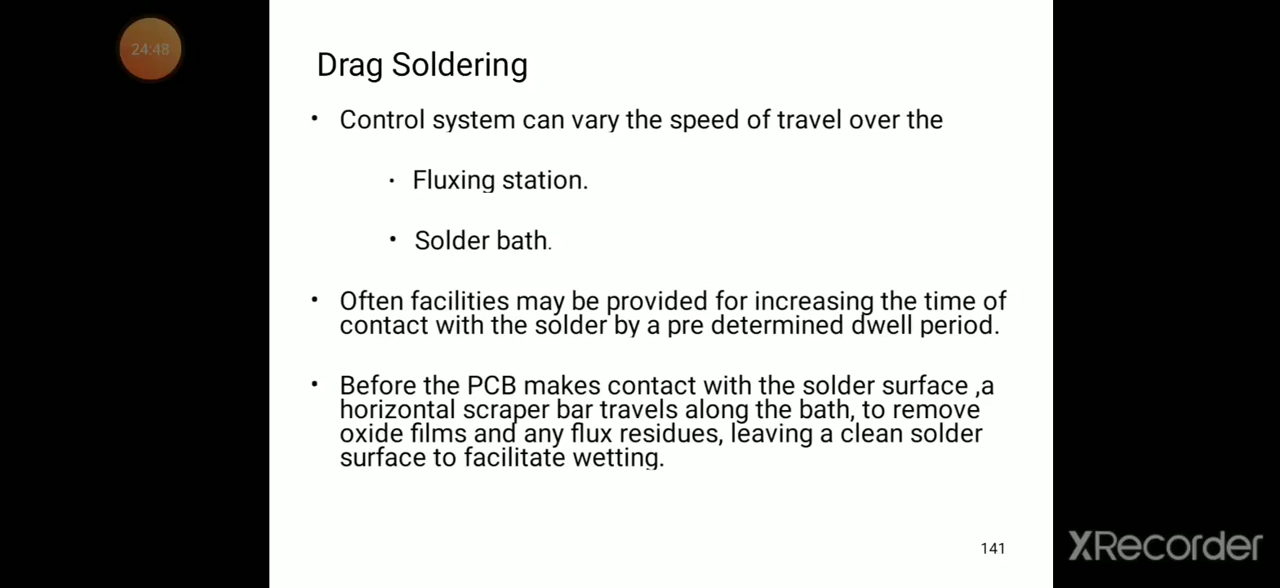 24:48
Drag Soldering
• Control system can vary the speed of travel over the
• Fluxing station.
• Solder bath.
• Often facilities may be provided for increasing the time of
contact with the solder by a pre determined dwell period.
• Before the PCB makes contact with the solder surface ,a
horizontal scraper bar travels along the bath, to remove
oxide films and any flux residues, leaving a clean solder
surface to facilitate wetting.
141
XRecorder